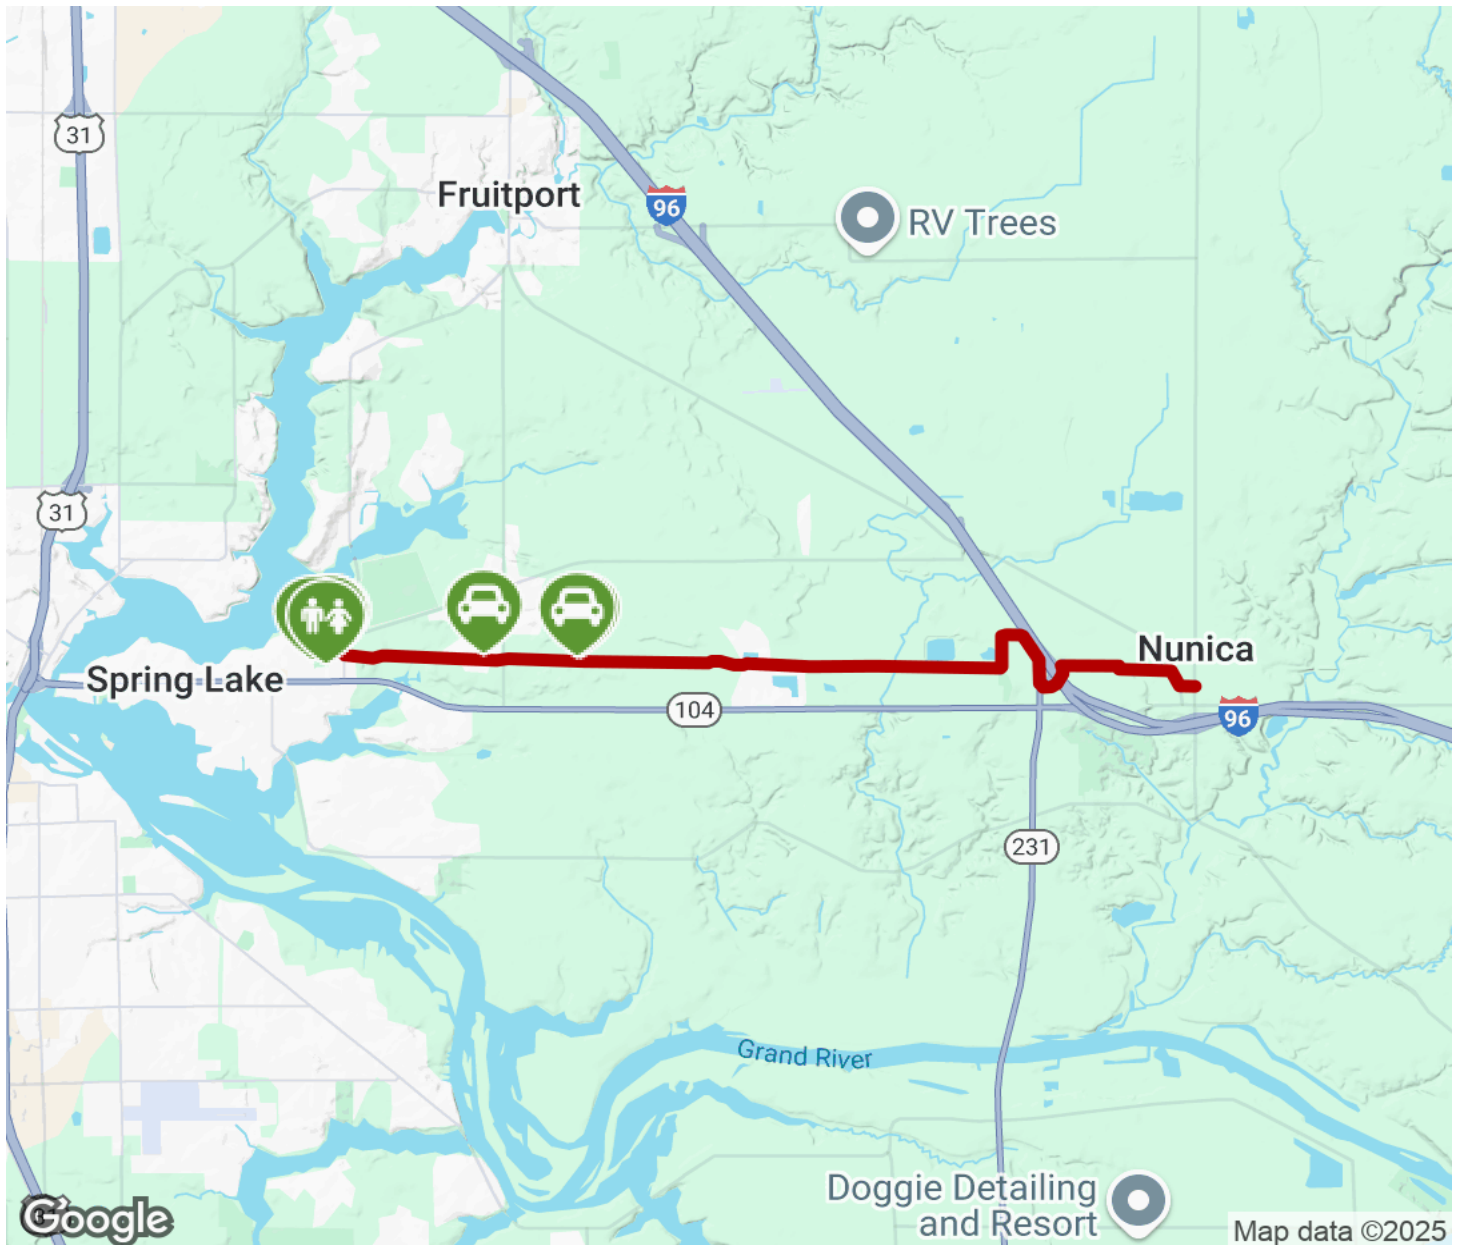 31
Fruitport
96
RV Trees
31
Nunica
Spring Lake
104
96
231
Grand River
Doggie Detailing
and Resort
Google
Map data ©2025